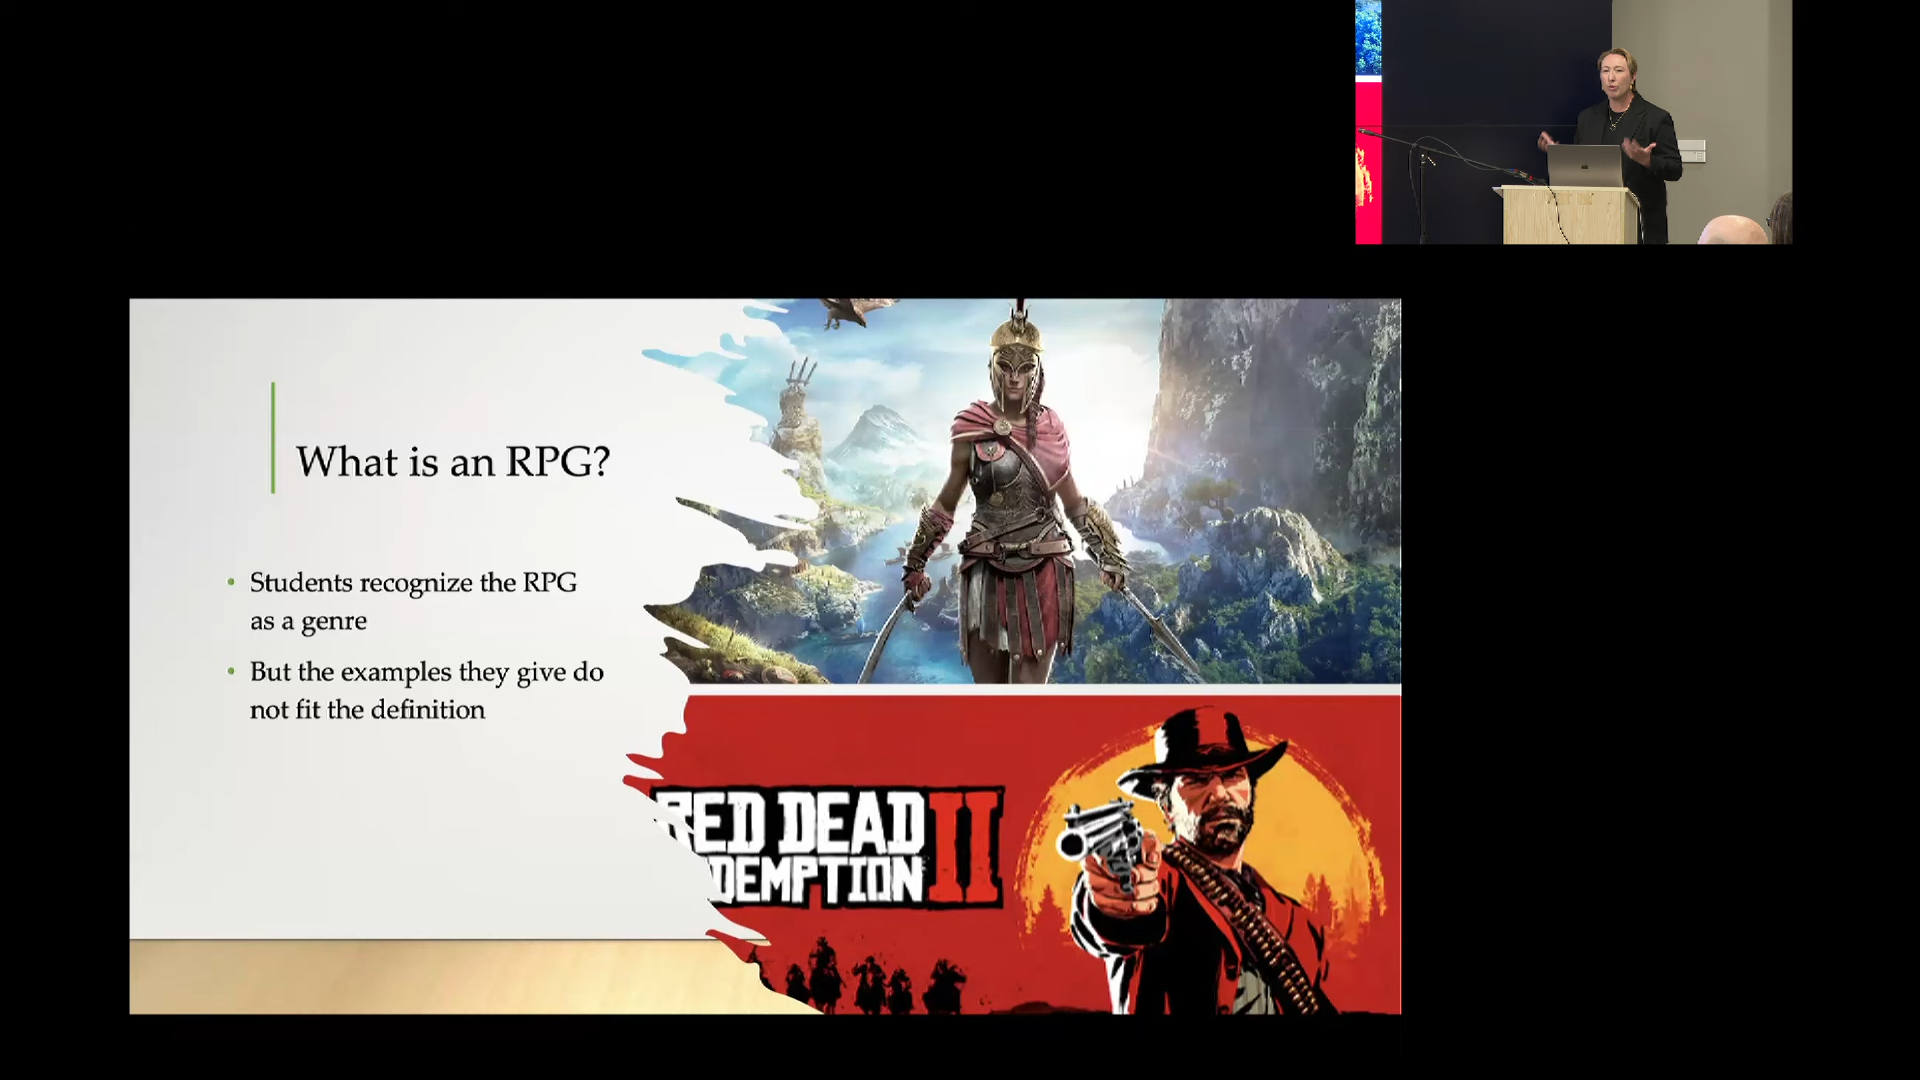 What is an RPG?
• Students recognize the RPG
as a genre
• But the examples they give do
not fit the definition
RED DEAD II
DEMPTION